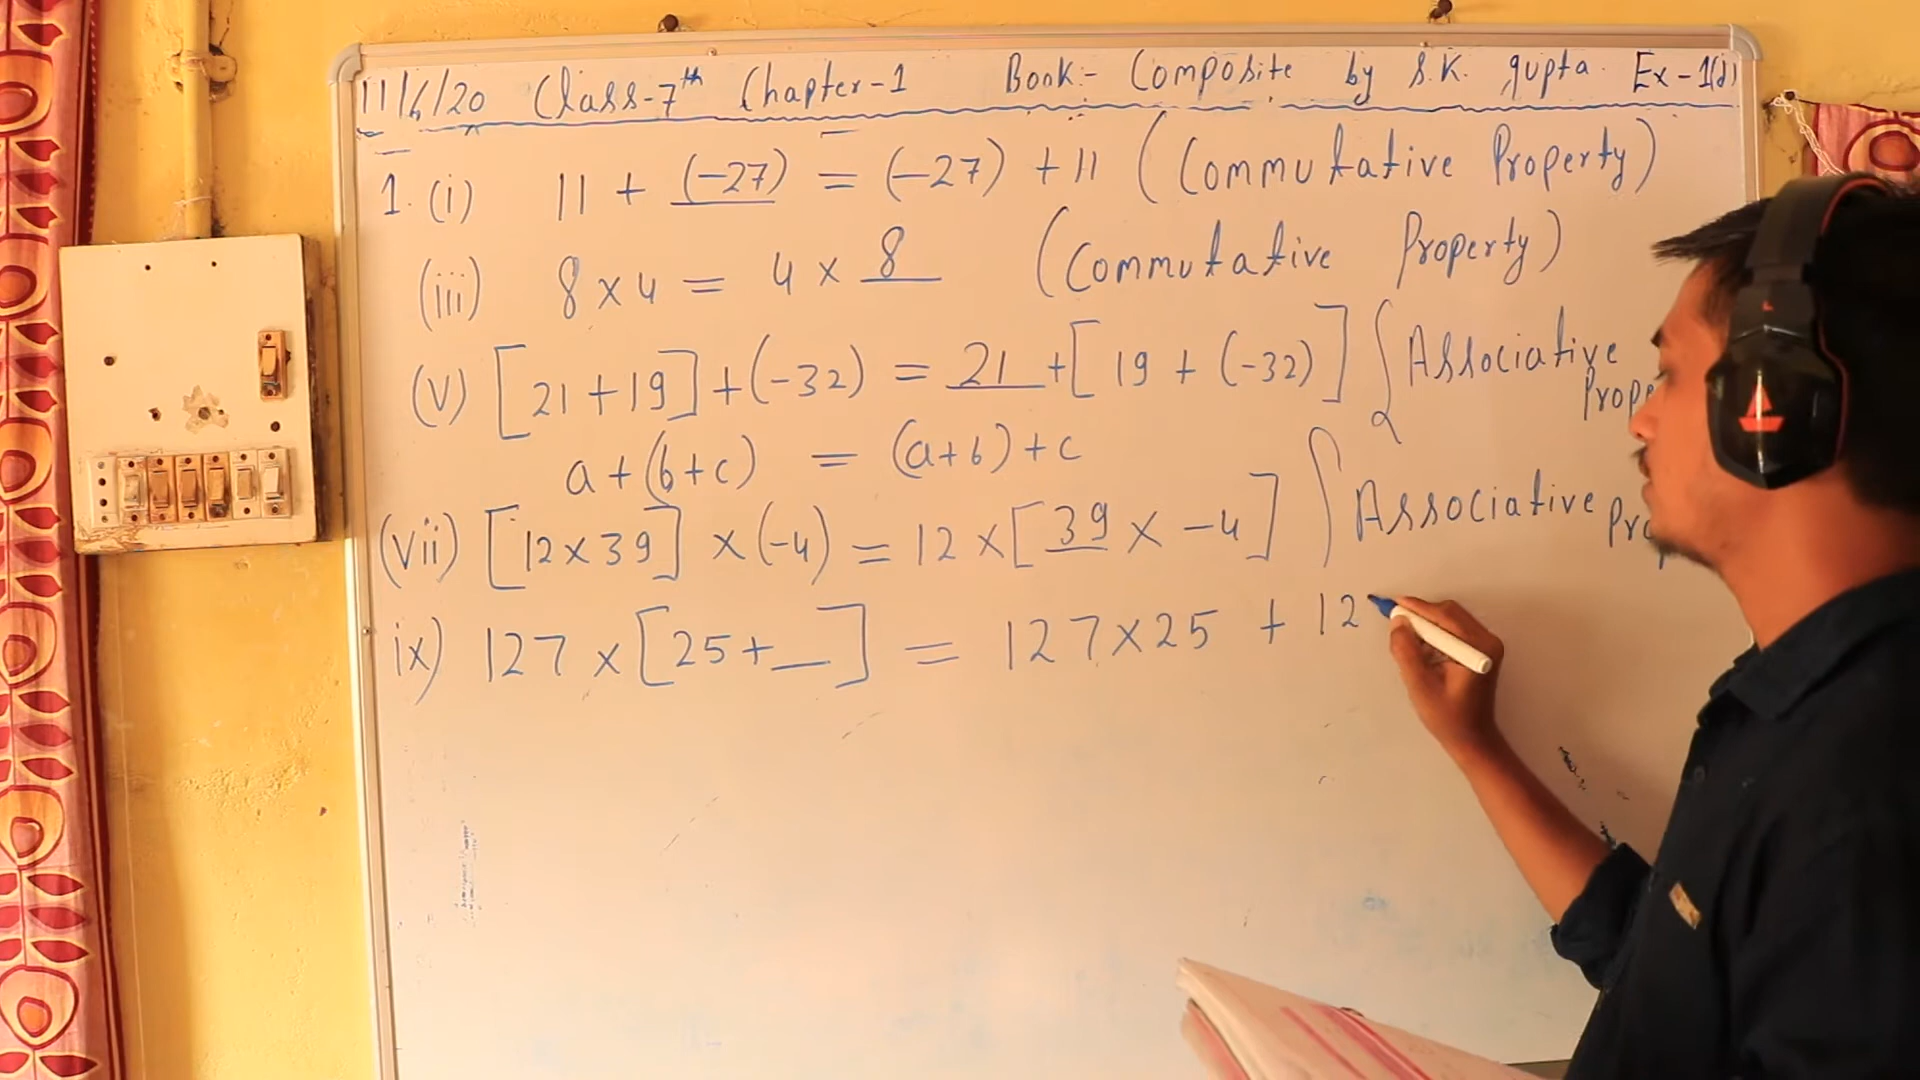 11/6/20 Class-7th Chapter-1 Book:- Composite by S.K. gupta. Ex-1(d)
1. (i) 11 + (-27) = (-27) + 11 (Commutative Property)
(iii) 8 × 4 = 4 × 8 (Commutative Property)
(v) [21+19]+(-32) = 21 +[19 + (-32)] Associative
a+(b+c) = (a+b)+c
(vii) [12×39] ×(-4) = 12 ×[39 × -4] Associative
ix) 127 × [25+__] = 127×25 + 12